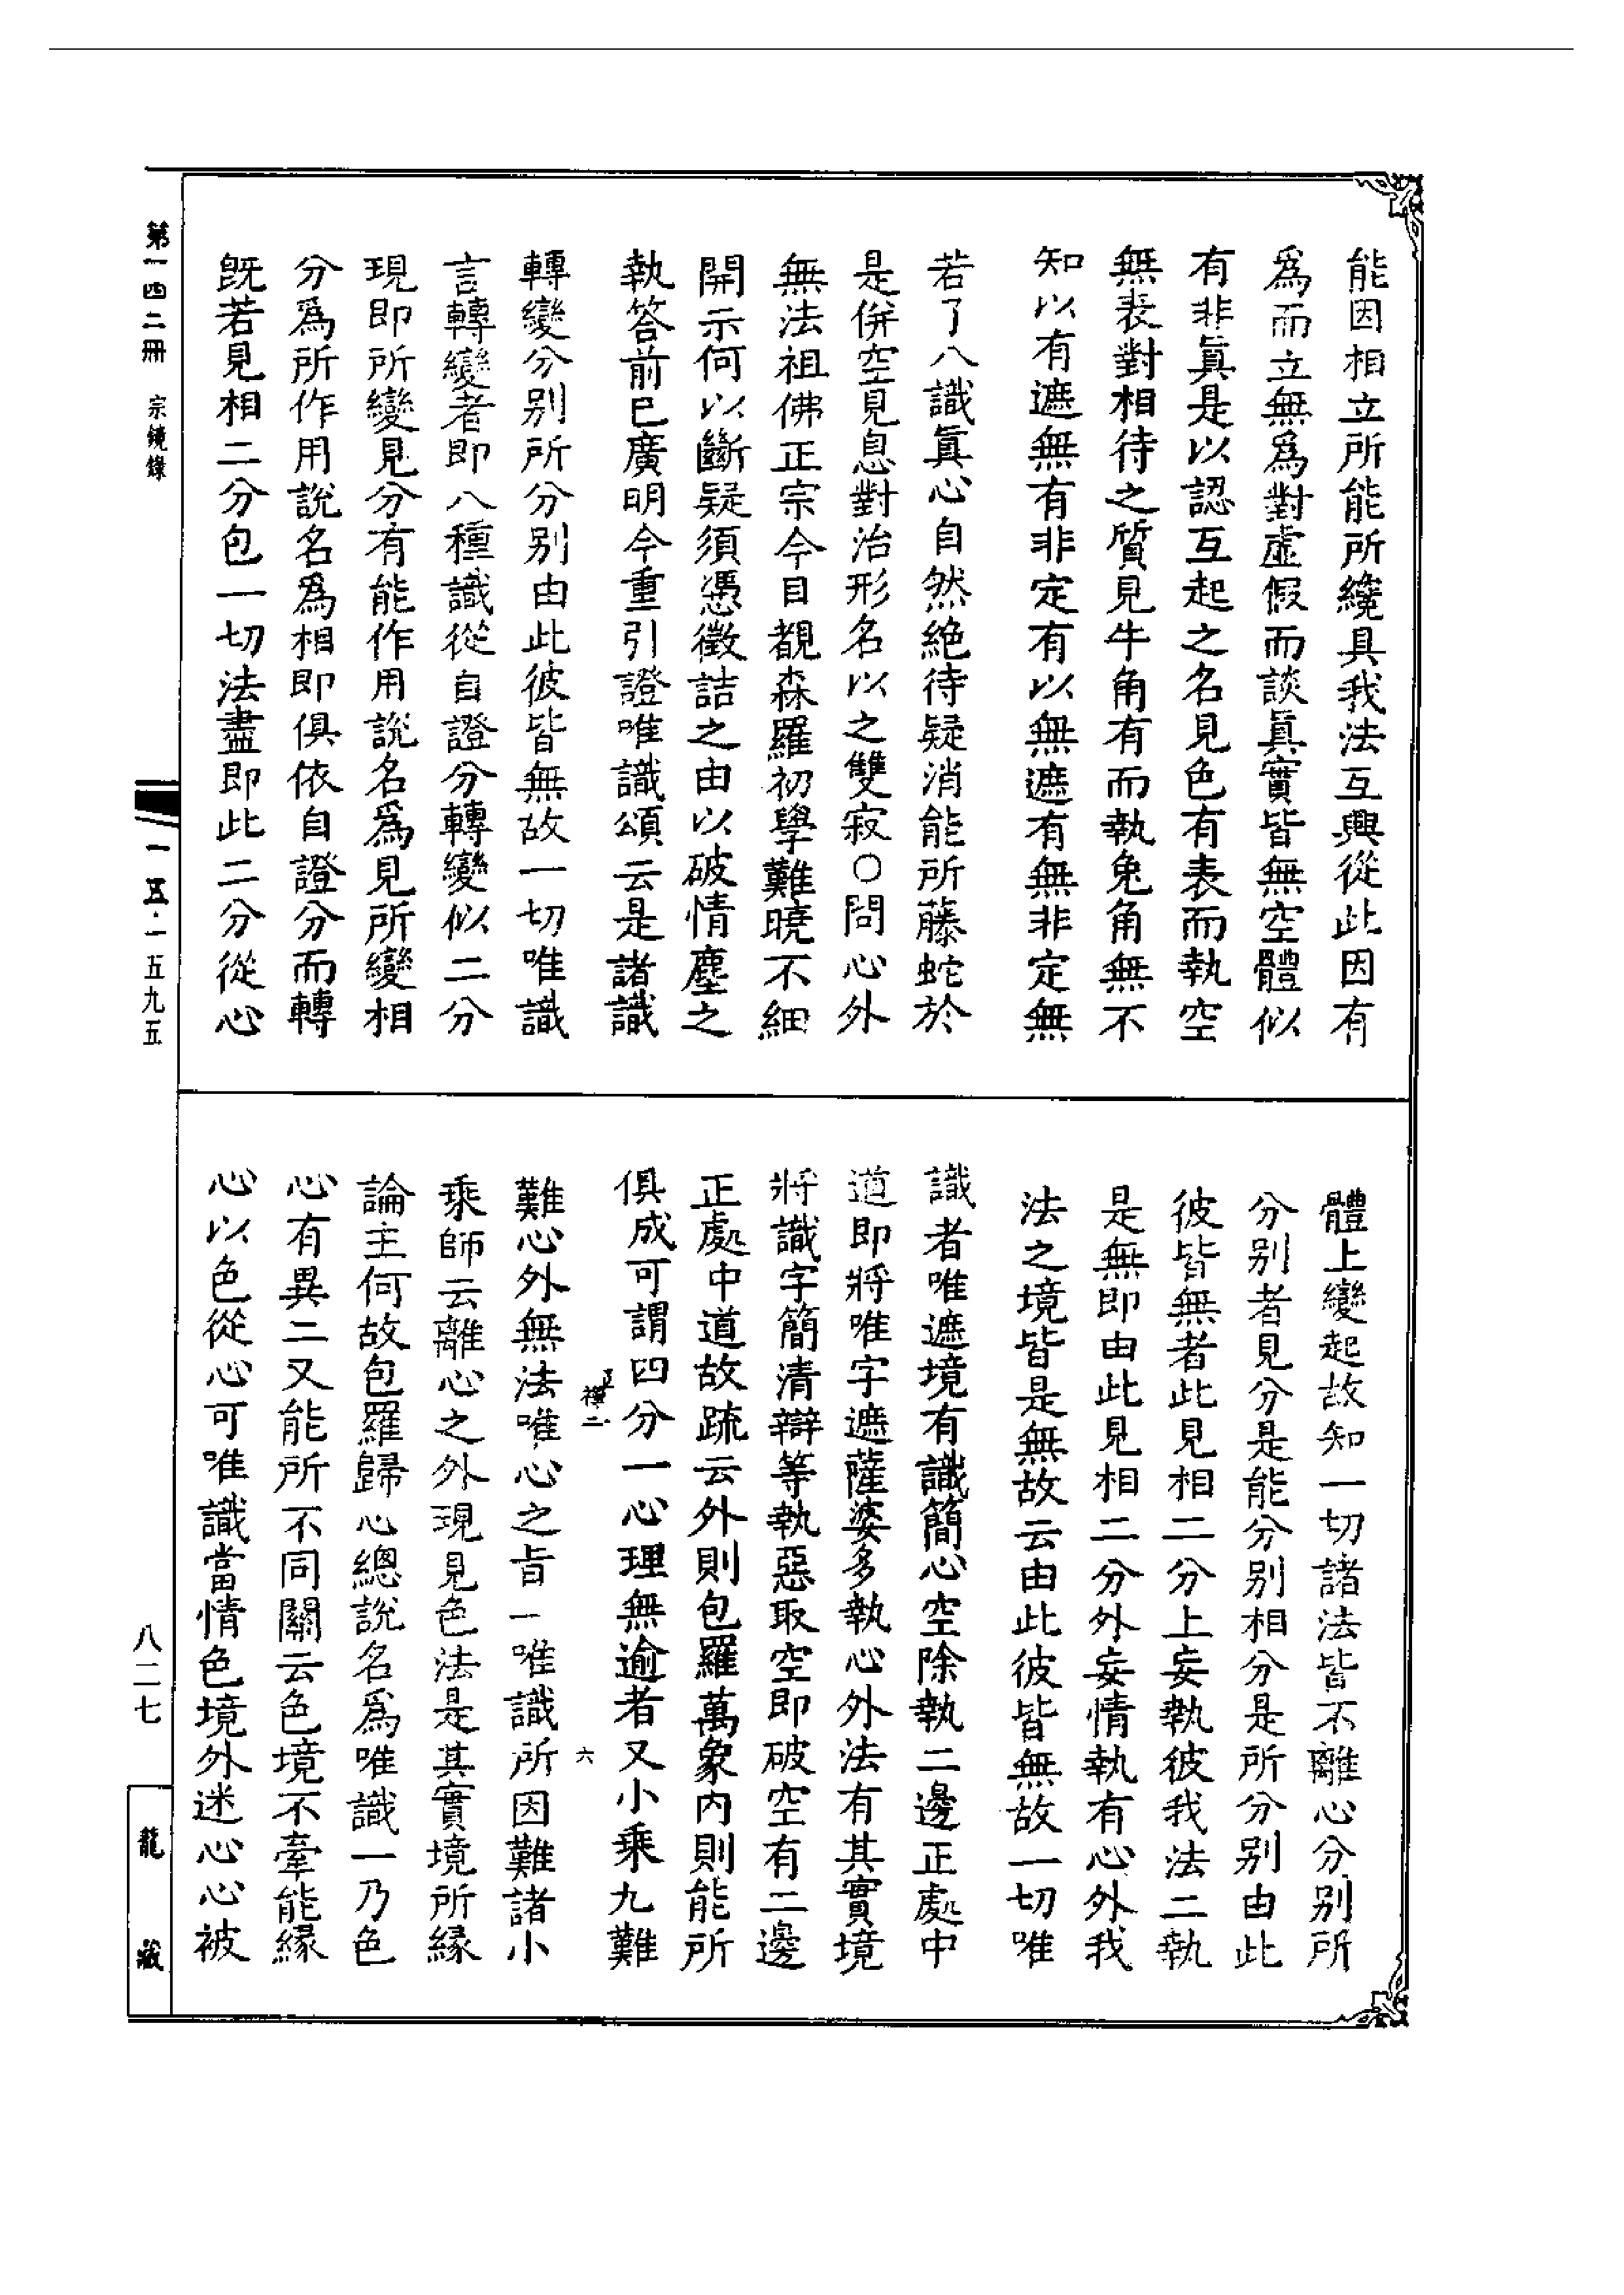 能因相立所能所纔具我法互興從此因有
爲而立無爲對虛假而談眞實皆無空體似
有非眞是以認互起之名見色有表而執空
無表對相待之質見牛角有而執兔角無不
知以有遮無有非定有以無遮有無非定無
若了八識眞心自然絕待疑消能所藤蛇於
是併空見息對治形名以之雙寂〇問心外
無法祖佛正宗今目覩森羅初學難曉不細
開示何以斷疑須憑徵詰之由以破情塵之
執答前已廣明今重引證唯識頌云是諸識
轉變分別所分別由此彼皆無故一切唯識
言轉變者即八種識從自證分轉變似二分
現即所變見分有能作用說名爲見所變相
分爲所作用說名爲相即俱依自證分而轉
旣若見相二分包一切法盡即此二分從心
體上變起故知一切諸法皆不離心分別所
分別者見分是能分別相分是所分別由此
彼皆無者此見相二分上妄執彼我法二執
是無即由此見相二分外妄情執有心外我
法之境皆是無故云由此彼皆無故一切唯
識者唯遮境有識簡心空除執二邊正處中
道即將唯字遮薩婆多執心外法有其實境
將識字簡清辯等執惡取空即破空有二邊
正處中道故疏云外則包羅萬象內則能所
俱成可謂四分一心理無逾者又小乘九難
禪二 六
難心外無法唯心之旨一唯識所因難諸小
乘師云離心之外現見色法是其實境所緣
論主何故包羅歸心總說名爲唯識一乃色
心有異二又能所不同關云色境不牽能緣
心以色從心可唯識當情色境外迷心心被
第一四二冊 宗鏡錄
一五·一五九五
八二七
龍藏